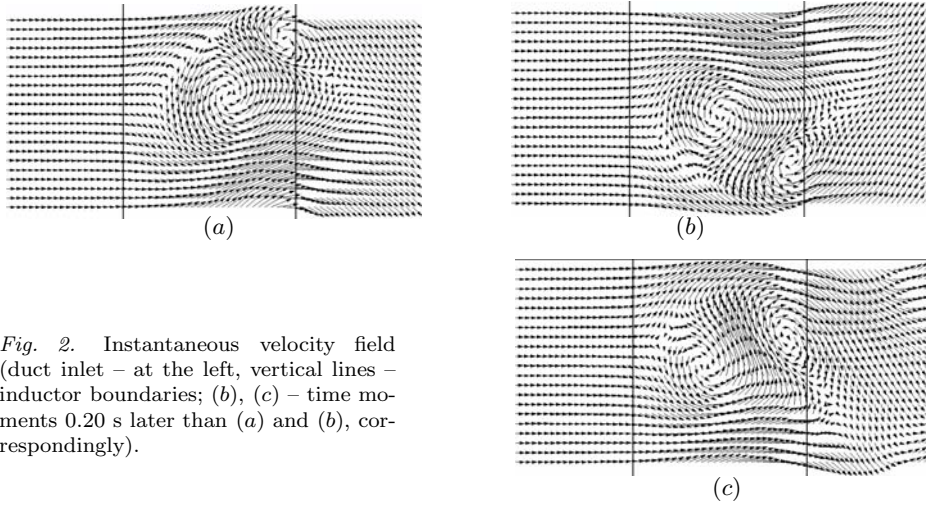 (a)
(b)
Fig. 2. Instantaneous velocity field
(duct inlet – at the left, vertical lines –
inductor boundaries; (b), (c) – time mo-
ments 0.20 s later than (a) and (b), cor-
respondingly).
(c)